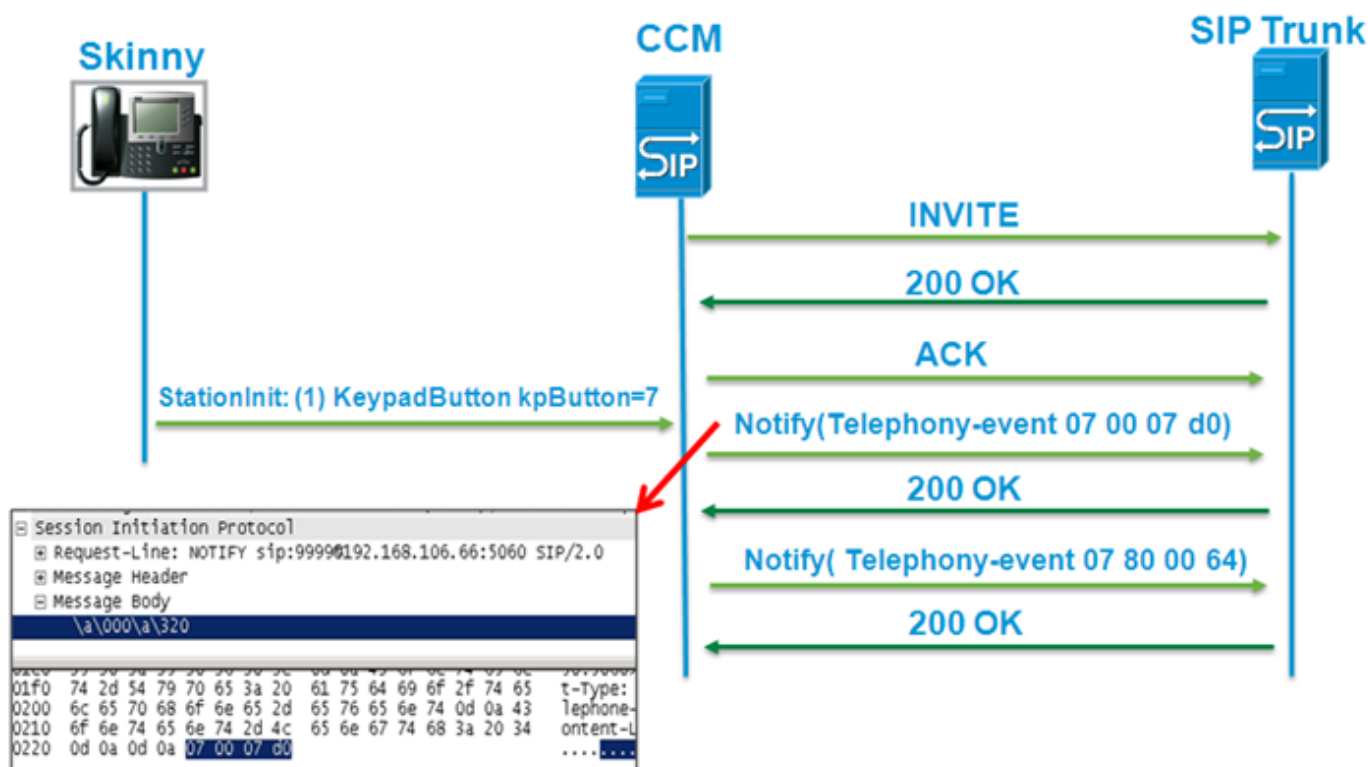 Skinny
CCM
SIP Trunk
SIP
SIP
INVITE
200 OK
ACK
StationInit: (1) KeypadButton kpButton=7
Notify(Telephony-event 07 00 07 d0)
200 OK
Notify( Telephony-event 07 80 00 64)
200 OK
Session Initiation Protocol
Request-Line: NOTIFY sip:9999@192.168.106.66:5060 SIP/2.0
Message Header
Message Body
\a\000\a\320
01f0 74 2d 54 79 70 65 3a 20 61 75 64 69 6f 2f 74 65 t-Type:
0200 6c 65 70 68 6f 6e 65 2d 65 76 65 6e 74 0d 0a 43 lephone-
0210 6f 6e 74 65 6e 74 2d 4c 65 6e 67 74 68 3a 20 34 ontent-L
0220 0d 0a 0d 0a 07 00 07 d0 ........